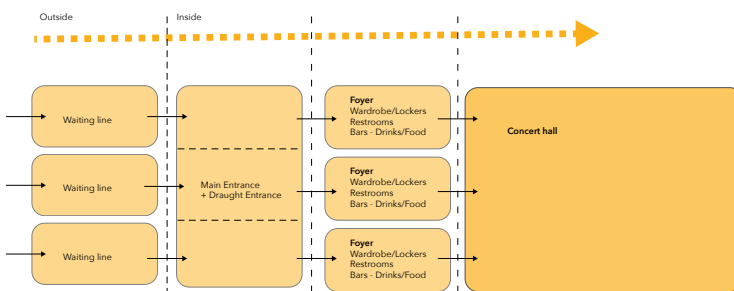 Outside
Inside
Waiting line
Waiting line
Waiting line
Main Entrance
+ Draught Entrance
Foyer
Wardrobe/Lockers
Restrooms
Bars - Drinks/Food
Foyer
Wardrobe/Lockers
Restrooms
Bars - Drinks/Food
Foyer
Wardrobe/Lockers
Restrooms
Bars - Drinks/Food
Concert hall